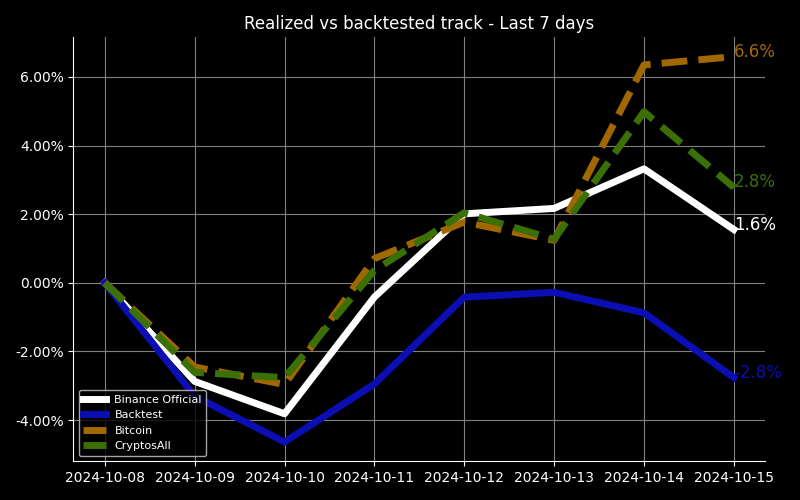 Realized vs backtested track - Last 7 days
6.6%
6.00%
4.00%
2.8%
2.00%
1.6%
0.00%
-2.00%
-2.8%
-4.00%
Binance Official
Backtest
Bitcoin
CryptosAll
2024-10-08 2024-10-09 2024-10-10 2024-10-11 2024-10-12 2024-10-13 2024-10-14 2024-10-15